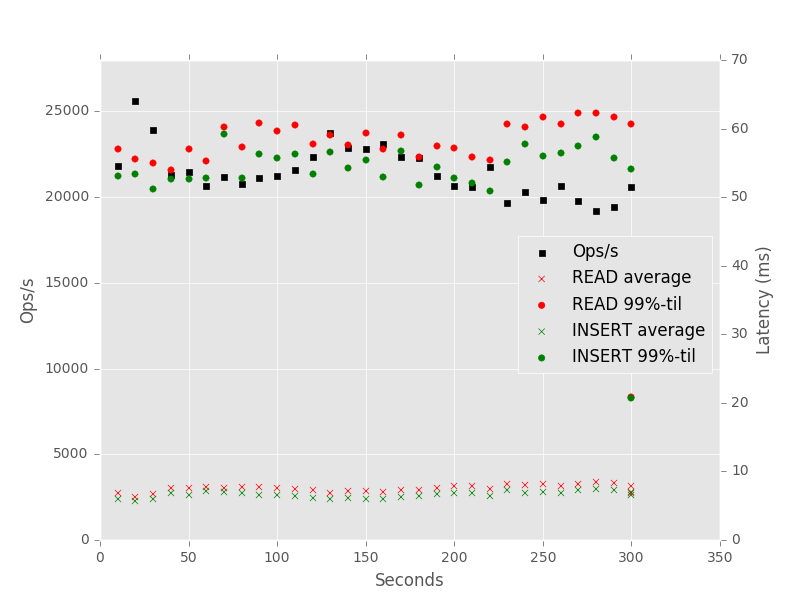 70
25000
60
20000
50
Ops/s
15000
40
READ average
READ 99%-til
INSERT average
INSERT 99%-til
Ops/s
Latency (ms)
30
10000
20
5000
10
0
0
0
50
100
150
200
250
300
350
Seconds